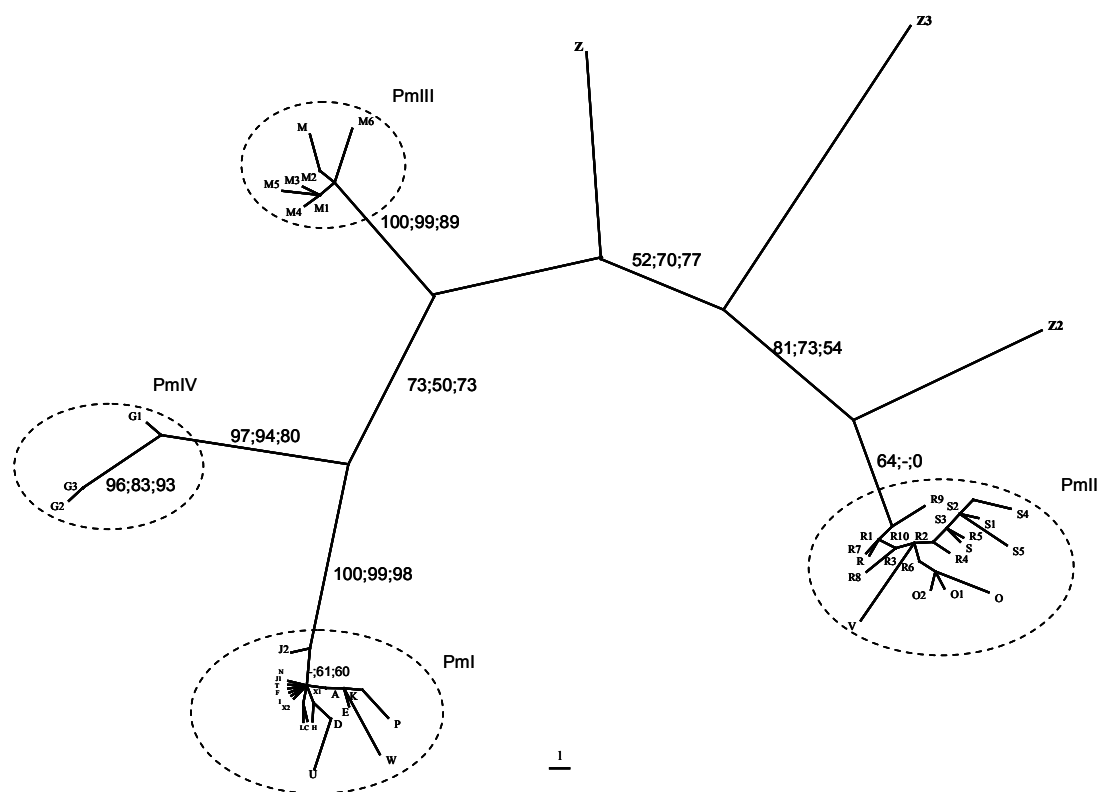 Z3
Z
PmIII
M6
M
M3 M2
M5
M4 M1
100;99;89
52;70;77
Z2
81;73;54
73;50;73
PmIV
G1
97;94;80
G3
96;83;93
G2
64;-;0
PmII
R9
S2
S4
S3
S1
R1 R10 R2 R5
R7
S
S5
R
R3
R4
R8
R6
O2 O1 O
V
100;99;98
J2
PmI
-;61;60
N
J1
T
F
I
X2
X1
A K
E
P
LC H
D
W
U
1